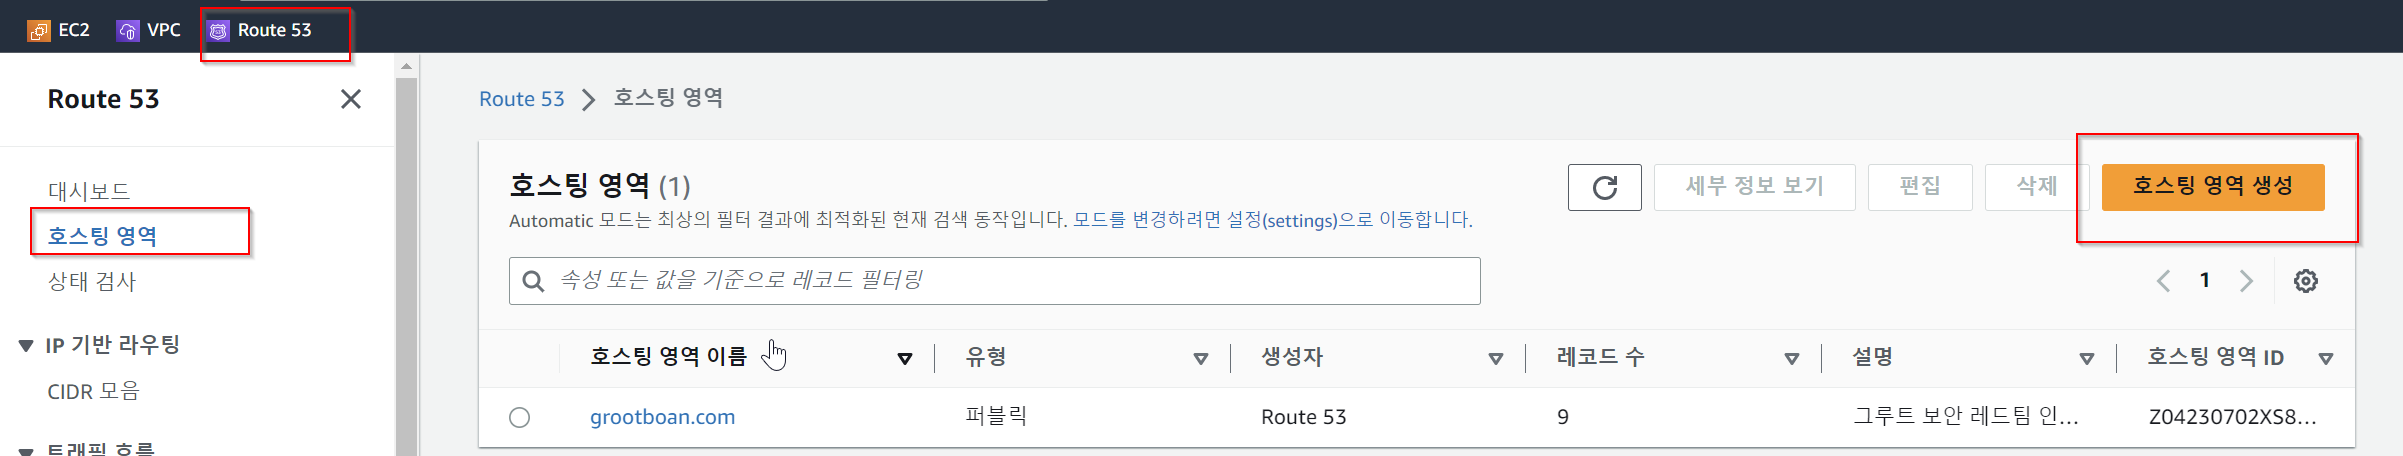 EC2 VPC Route 53
Route 53
대시보드
호스팅 영역
상태 검사
IP 기반 라우팅
CIDR 모음
트래픽 흐름
Route 53 호스팅 영역
호스팅 영역 (1)
세부 정보 보기 편집 삭제 호스팅 영역 생성
Automatic 모드는 최상의 필터 결과에 최적화된 현재 검색 동작입니다. 모드를 변경하려면 설정(settings)으로 이동합니다.
속성 또는 값을 기준으로 레코드 필터링
1
호스팅 영역 이름 유형 생성자 레코드 수 설명 호스팅 영역 ID
grootboan.com 퍼블릭 Route 53 9 그루트 보안 레드팀 인... Z04230702XS8...